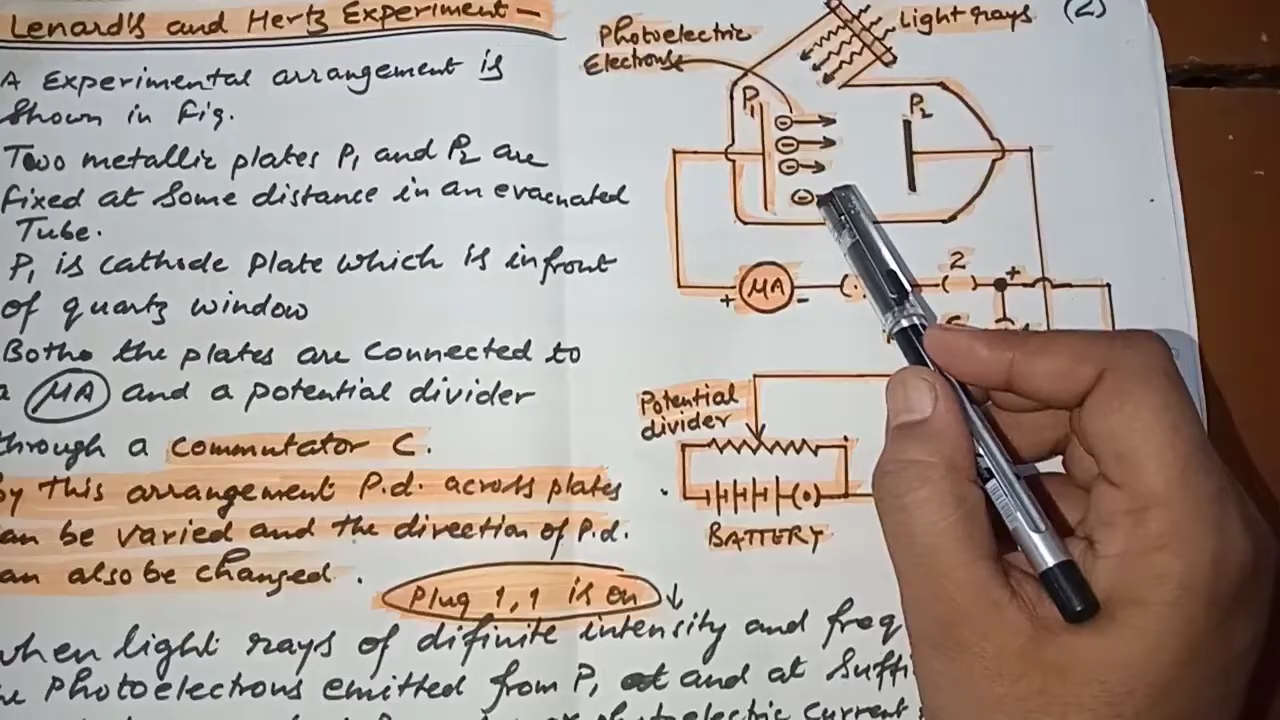 Lenard's and Hertz Experiment -
A Experimental arrangement is
Shown in Fig.
Two metallic plates P1 and P2 are
fixed at some distance in an evacuated
Tube.
P1 is cathode plate which is infront
of quartz window
Both the plates are connected to
a MA and a potential divider
through a commutator C.
By this arrangement P.d. across plates
can be varied and the direction of P.d.
can also be changed.
Plug 1, 1 is on
When light rays of difinite intensity and freq
Photoelectrons emitted from P1 and at suffi
photoelectric current
(2)
Light rays
Photoelectric
Electrons
P1
P2
+ MA -
2
+
Potential
divider
BATTERY